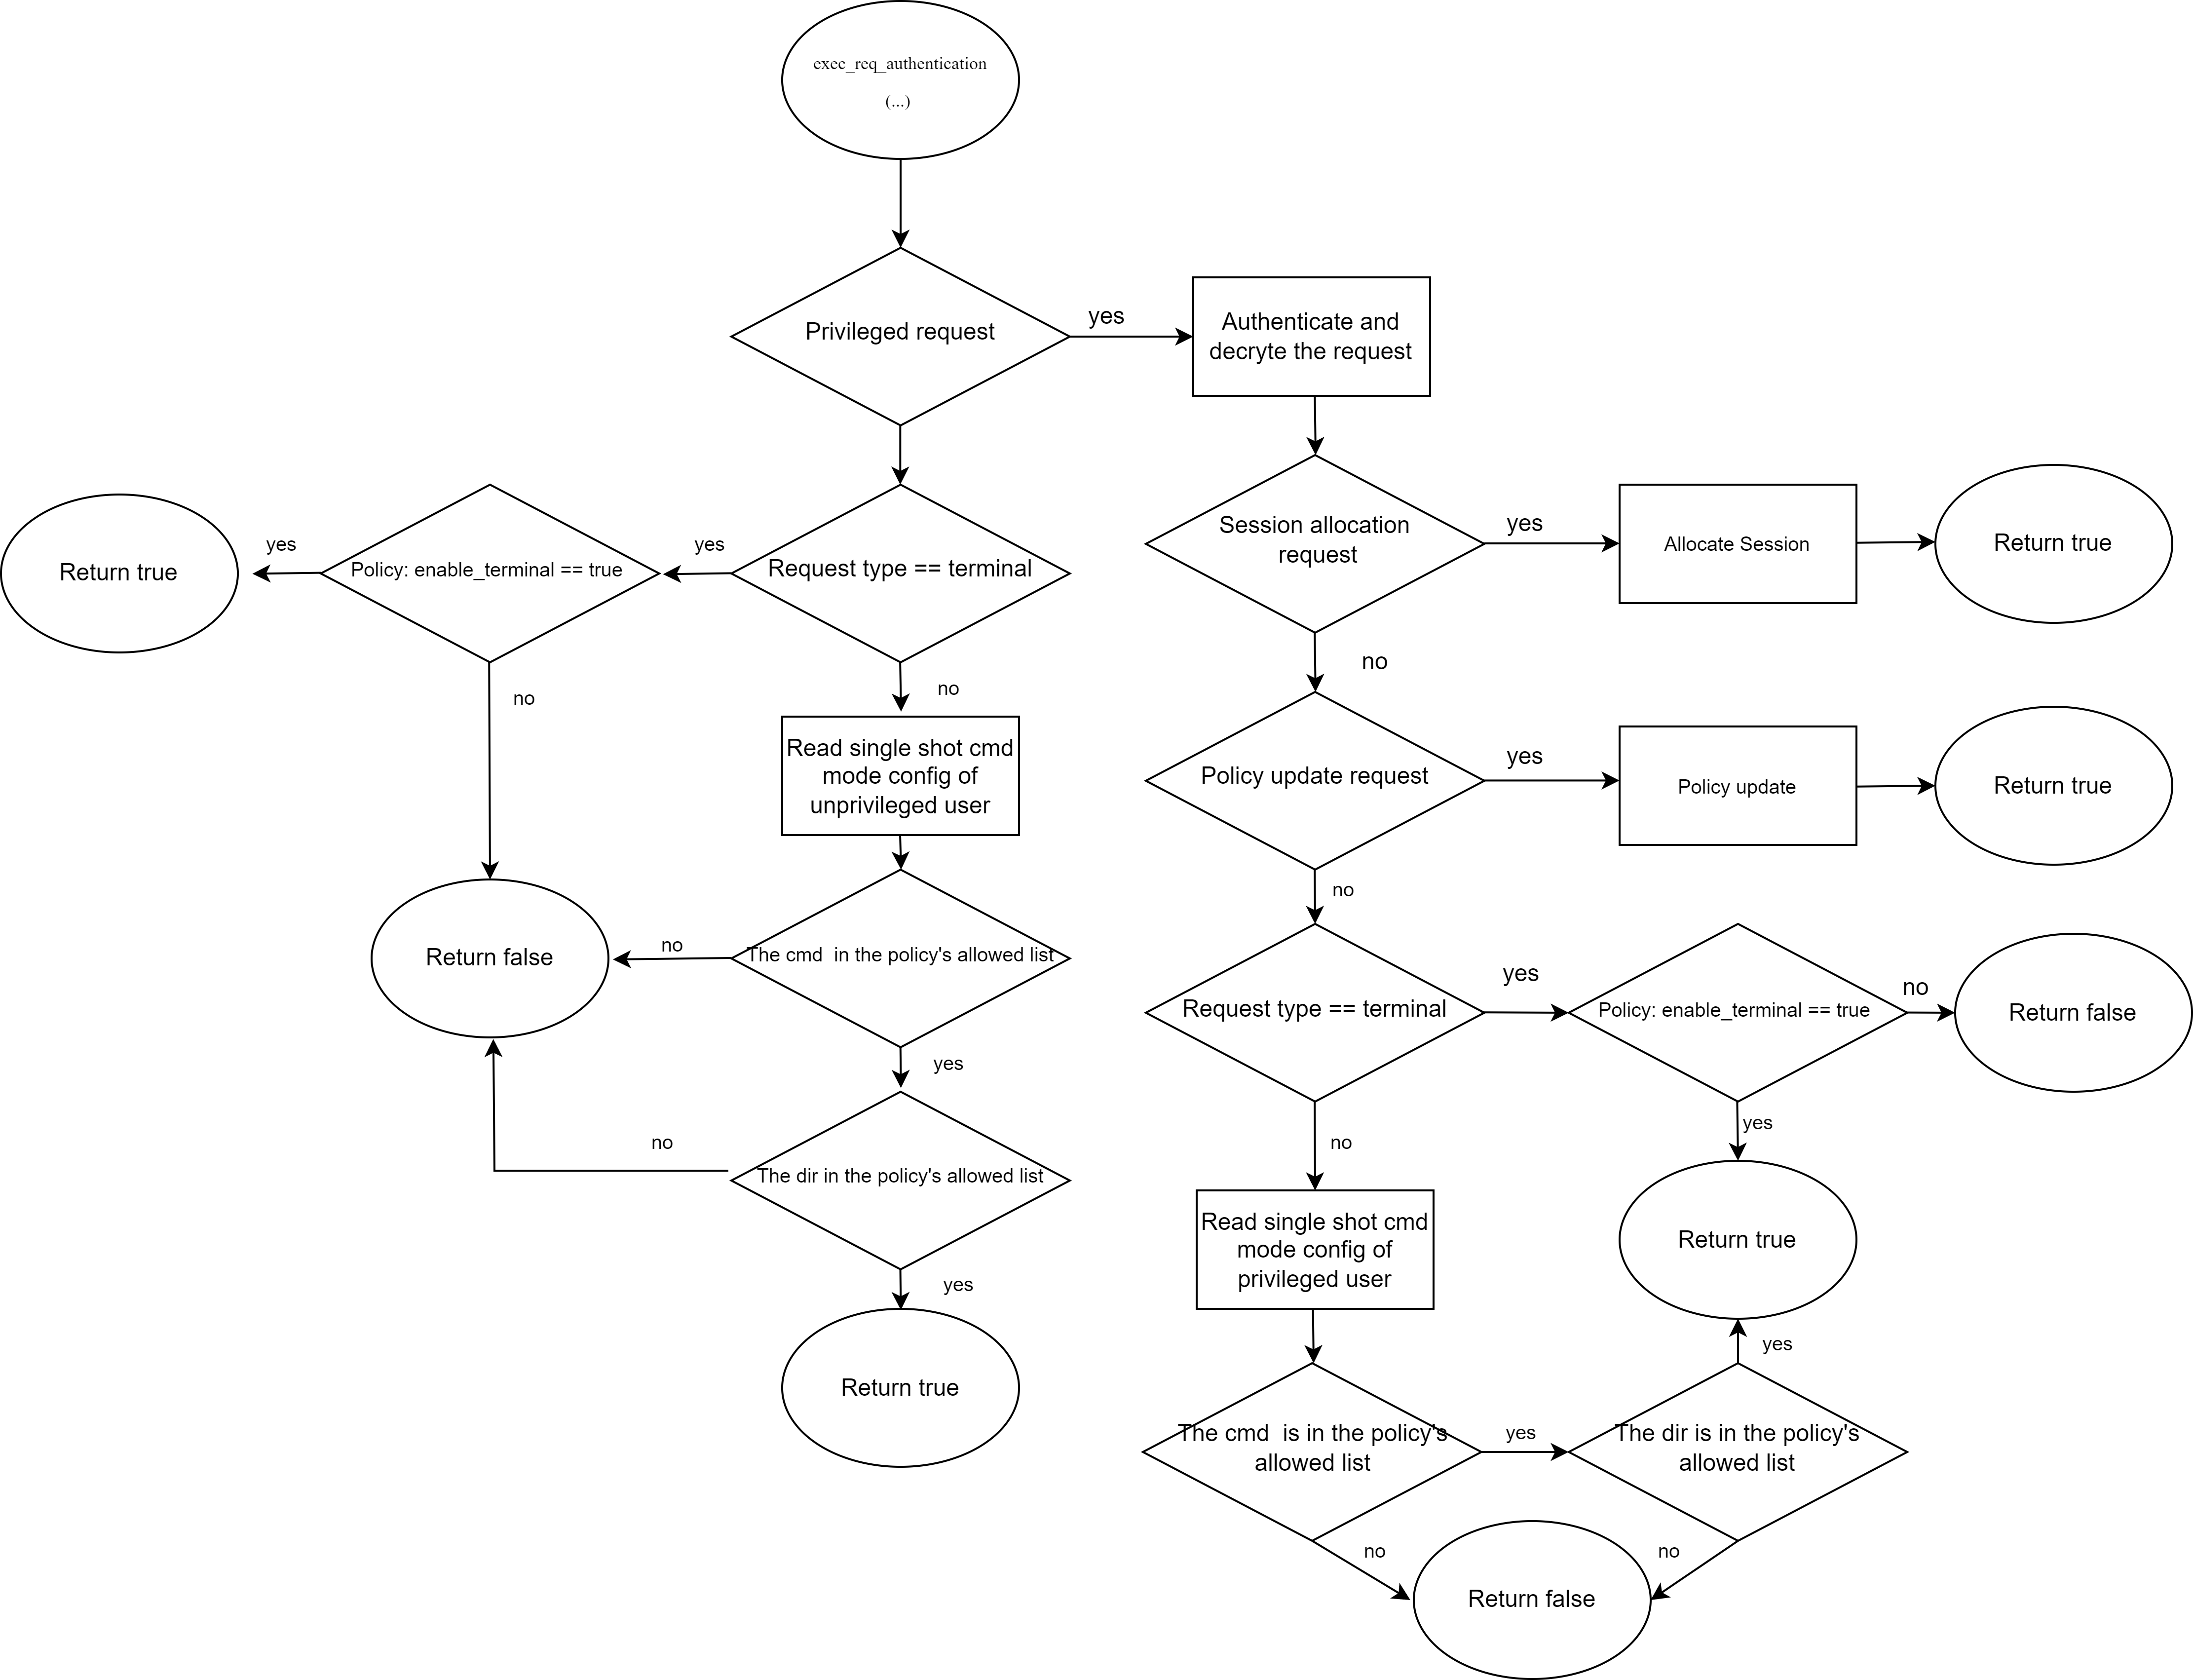 exec_req_authentication
(...)
Privileged request
yes
Authenticate and
decryte the request
Return true
yes
Policy: enable_terminal == true
yes
Request type == terminal
Session allocation
request
yes
Allocate Session
Return true
no
no
no
Read single shot cmd
mode config of
unprivileged user
Policy update request
yes
Policy update
Return true
no
Return false
no
The cmd  in the policy's allowed list
Request type == terminal
yes
Policy: enable_terminal == true
no
Return false
yes
no
The dir in the policy's allowed list
no
yes
yes
Read single shot cmd
mode config of
privileged user
Return true
Return true
yes
The cmd  is in the policy's
allowed list
yes
The dir is in the policy's
allowed list
no
no
Return false